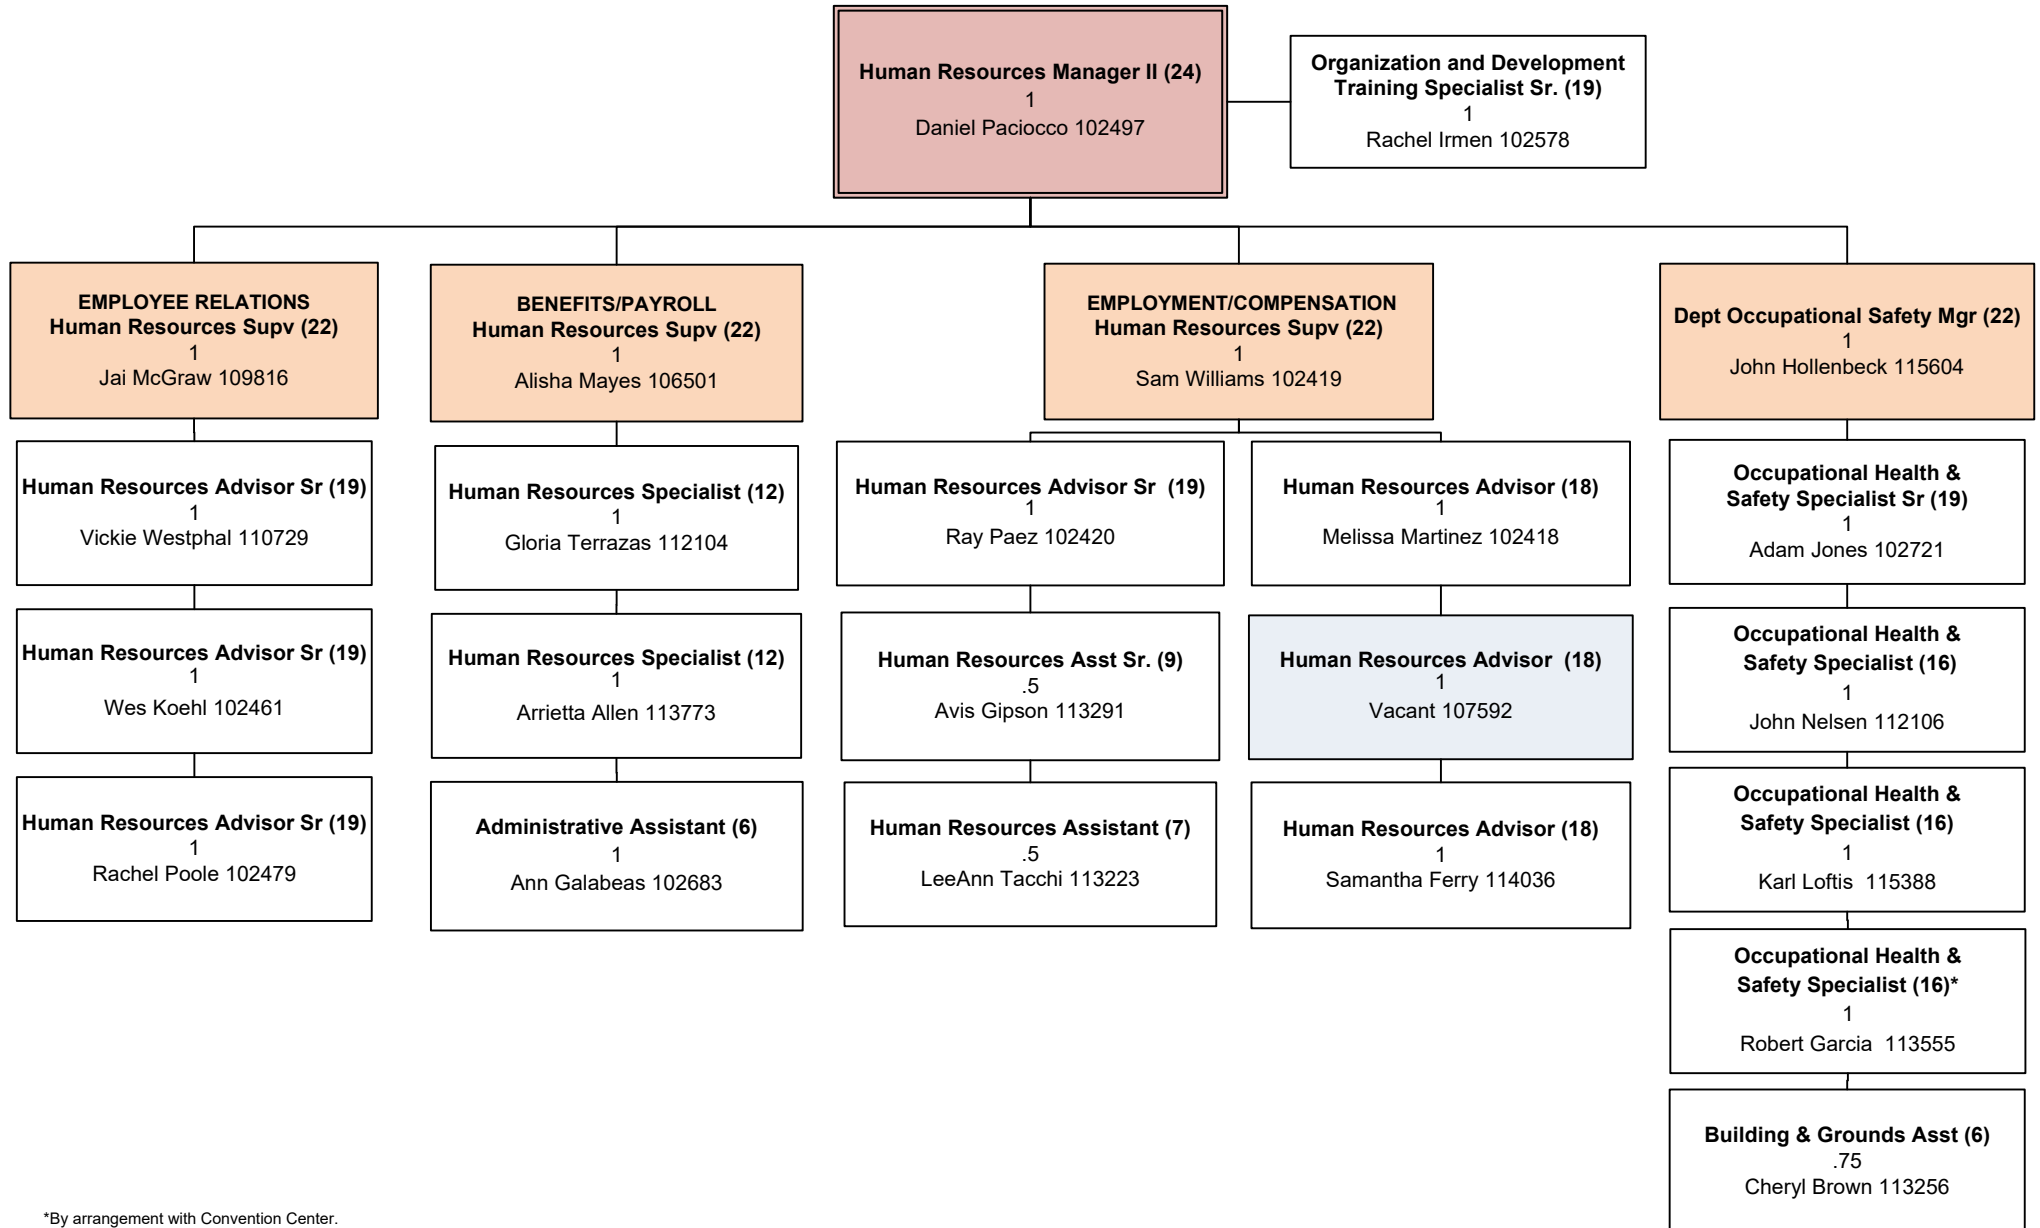 Human Resources Manager II (24)
1
Daniel Paciocco 102497
Organization and Development
Training Specialist Sr. (19)
1
Rachel Irmen 102578
EMPLOYEE RELATIONS
Human Resources Supv (22)
1
Jai McGraw 109816
Human Resources Advisor Sr (19)
1
Vickie Westphal 110729
Human Resources Advisor Sr (19)
1
Wes Koehl 102461
Human Resources Advisor Sr (19)
1
Rachel Poole 102479
BENEFITS/PAYROLL
Human Resources Supv (22)
1
Alisha Mayes 106501
Human Resources Specialist (12)
1
Gloria Terrazas 112104
Human Resources Specialist (12)
1
Arrietta Allen 113773
Administrative Assistant (6)
1
Ann Galabeas 102683
EMPLOYMENT/COMPENSATION
Human Resources Supv (22)
1
Sam Williams 102419
Human Resources Advisor Sr (19)
1
Ray Paez 102420
Human Resources Asst Sr. (9)
.5
Avis Gipson 113291
Human Resources Assistant (7)
.5
LeeAnn Tacchi 113223
Human Resources Advisor (18)
1
Melissa Martinez 102418
Human Resources Advisor (18)
1
Vacant 107592
Human Resources Advisor (18)
1
Samantha Ferry 114036
Dept Occupational Safety Mgr (22)
1
John Hollenbeck 115604
Occupational Health &
Safety Specialist Sr (19)
1
Adam Jones 102721
Occupational Health &
Safety Specialist (16)
1
John Nelsen 112106
Occupational Health &
Safety Specialist (16)
1
Karl Loftis 115388
Occupational Health &
Safety Specialist (16)*
1
Robert Garcia 113555
Building & Grounds Asst (6)
.75
Cheryl Brown 113256
*By arrangement with Convention Center.